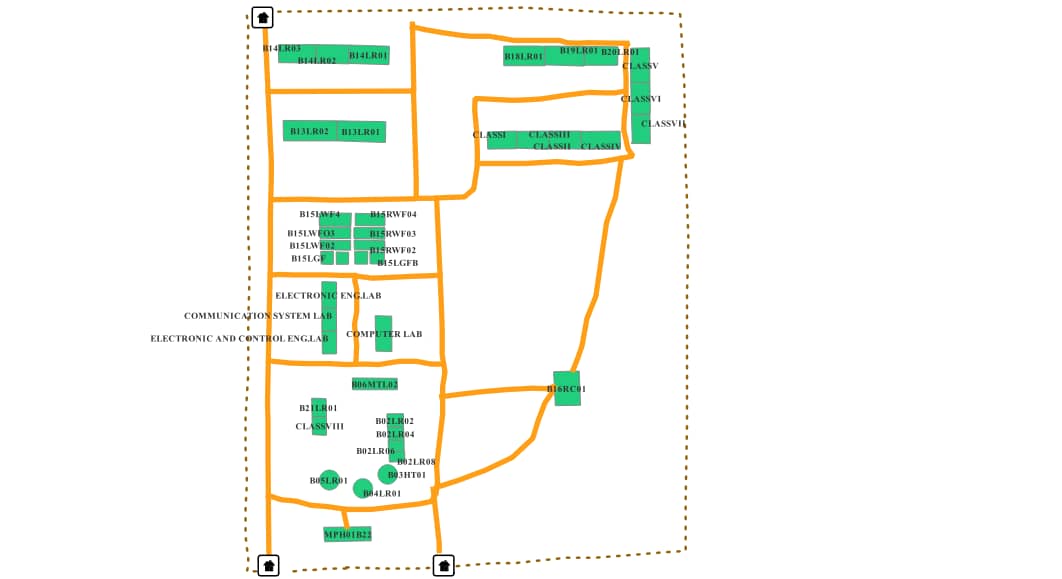 B14LR03
B14LR02
B14LR01
B18LR01
B19LR01
B20LR01
CLASSV
CLASSVI
CLASSVII
B13LR02
B13LR01
CLASSI
CLASSIII
CLASSII
CLASSIV
B15LWF4
B15RWF04
B15LWFO3
B15RWF03
B15LWF02
B15RWF02
B15LGF
B15LGFB
ELECTRONIC ENG.LAB
COMMUNICATION SYSTEM LAB
ELECTRONIC AND CONTROL ENG.LAB
COMPUTER LAB
B06MTL02
B16RC01
B21LR01
CLASSVIII
B02LR02
B02LR04
B02LR06
B02LR08
B03HT01
B05LR01
B04LR01
MPH01B22